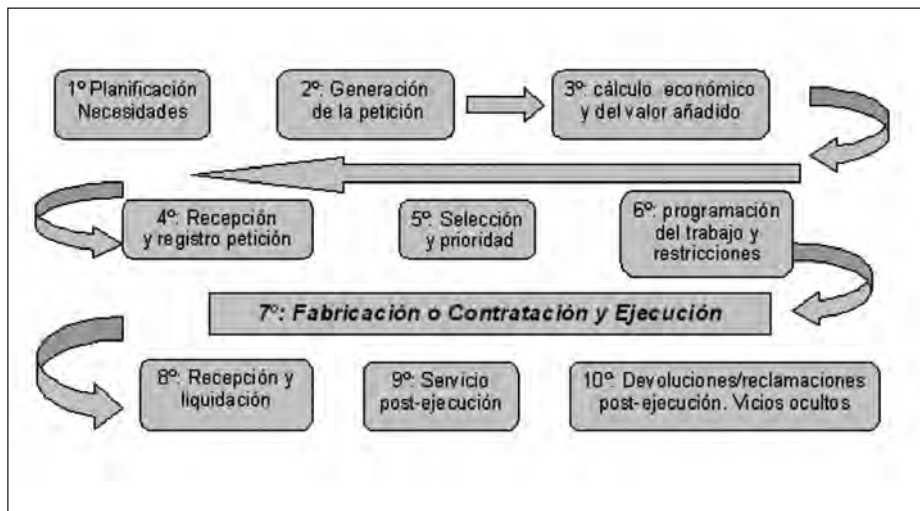 1º Planificación
Necesidades
2º: Generación
de la petición
3º: cálculo económico
y del valor añadido
4º: Recepción
y registro petición
5º: Selección
y prioridad
6º: programación
del trabajo y
restricciones
7º: Fabricación o Contratación y Ejecución
8º: Recepción y
liquidación
9º: Servicio
post-ejecución
10º: Devoluciones/reclamaciones
post-ejecución. Vicios ocultos